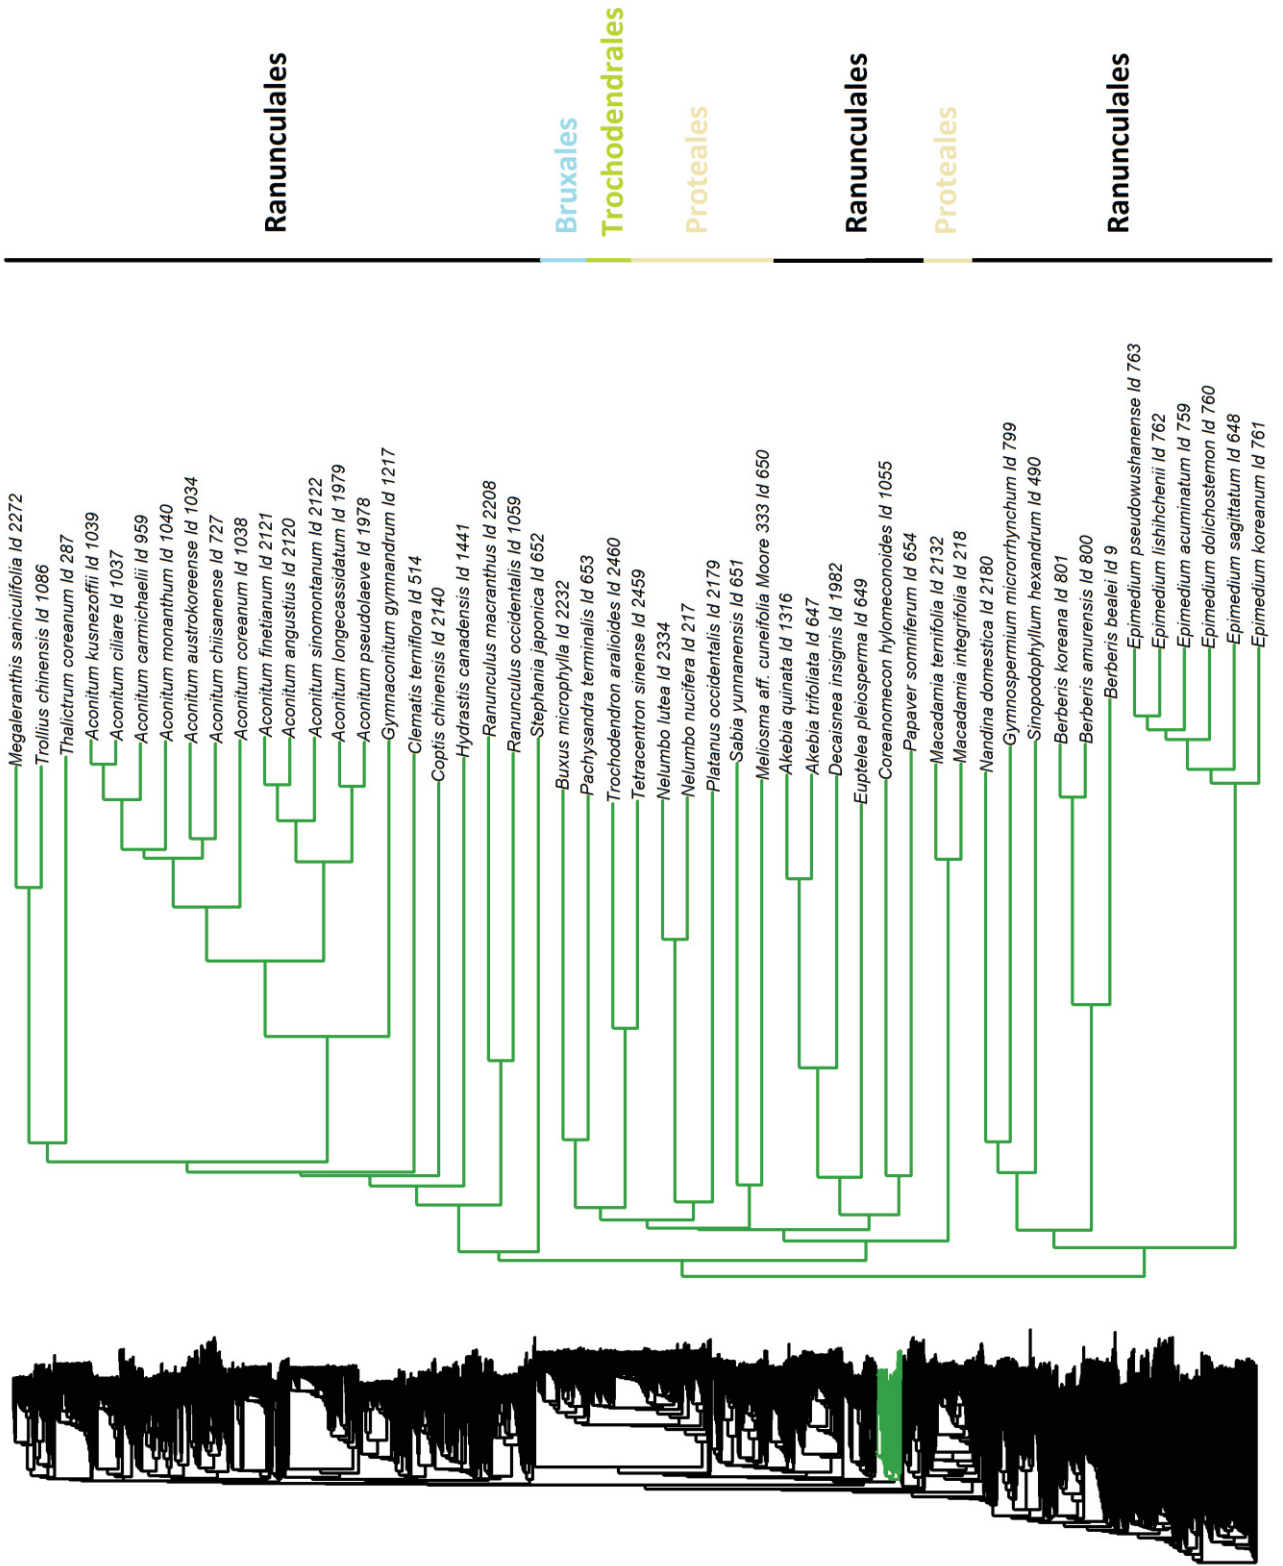 Ranunculales
Bruxales
Trochodendrales
Proteales
Ranunculales
Proteales
Ranunculales
Megaleranthis saniculifolia Id 2272
Trollius chinensis Id 1086
Thalictrum coreanum Id 287
Aconitum kusnezoffii Id 1039
Aconitum ciliare Id 1037
Aconitum carmichaelii Id 959
Aconitum monanthum Id 1040
Aconitum austrokoreense Id 1034
Aconitum chiisanense Id 727
Aconitum coreanum Id 1038
Aconitum finetianum Id 2121
Aconitum angustius Id 2120
Aconitum sinomontanum Id 2122
Aconitum longecassidatum Id 1979
Aconitum pseudolaeve Id 1978
Gymnaconitum gymnandrum Id 1217
Clematis terniflora Id 514
Coptis chinensis Id 2140
Hydrastis canadensis Id 1441
Ranunculus macranthus Id 2208
Ranunculus occidentalis Id 1059
Stephania japonica Id 652
Buxus microphylla Id 2232
Pachysandra terminalis Id 653
Trochodendron aralioides Id 2460
Tetracentron sinense Id 2459
Nelumbo lutea Id 2334
Nelumbo nucifera Id 217
Platanus occidentalis Id 2179
Sabia yunnanensis Id 651
Meliosma aff. cuneifolia Moore 333 Id 650
Akebia quinata Id 1316
Akebia trifoliata Id 647
Decaisnea insignis Id 1982
Euptelea pleiosperma Id 649
Coreanomecon hylomeconoides Id 1055
Papaver somniferum Id 654
Macadamia ternifolia Id 2132
Macadamia integrifolia Id 218
Nandina domestica Id 2180
Gymnospermium microrrhynchum Id 799
Sinopodophyllum hexandrum Id 490
Berberis koreana Id 801
Berberis amurensis Id 800
Berberis bealei Id 9
Epimedium pseudowushanense Id 763
Epimedium lishihchenii Id 762
Epimedium acuminatum Id 759
Epimedium dolichostemon Id 760
Epimedium sagittatum Id 648
Epimedium koreanum Id 761